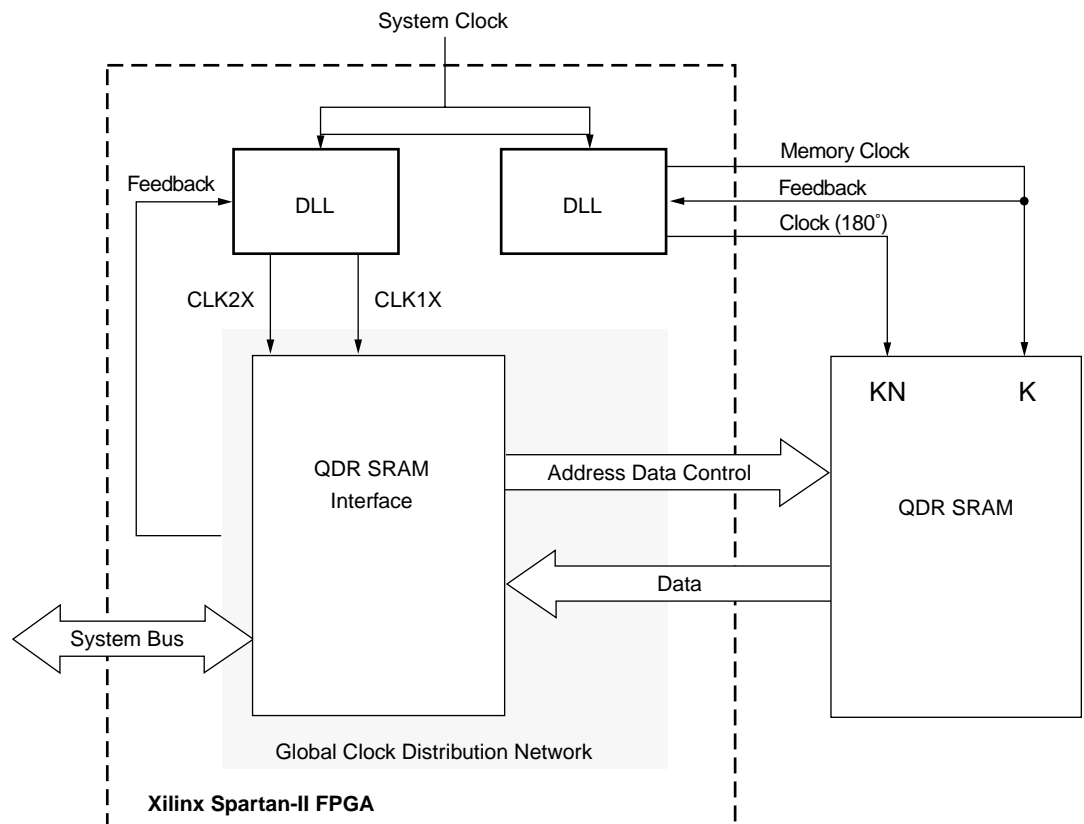 System Clock
Memory Clock
Feedback
DLL
DLL
Feedback
Clock (180°)
CLK2X
CLK1X
KN
K
QDR SRAM
Interface
Address Data Control
QDR SRAM
Data
System Bus
Global Clock Distribution Network
Xilinx Spartan-II FPGA